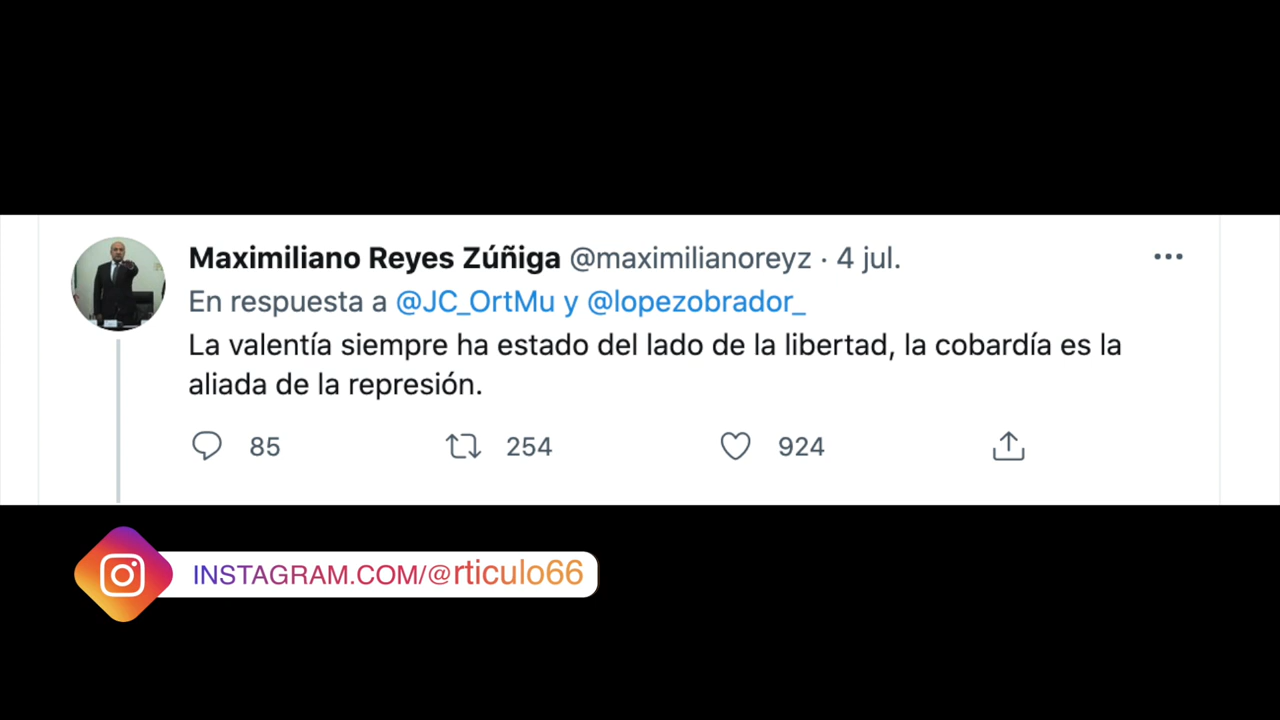 Maximiliano Reyes Zúñiga @maximilianoreyz · 4 jul.
En respuesta a @JC_OrtMu y @lopezobrador_
La valentía siempre ha estado del lado de la libertad, la cobardía es la
aliada de la represión.
85 254 924
INSTAGRAM.COM/@rticulo66